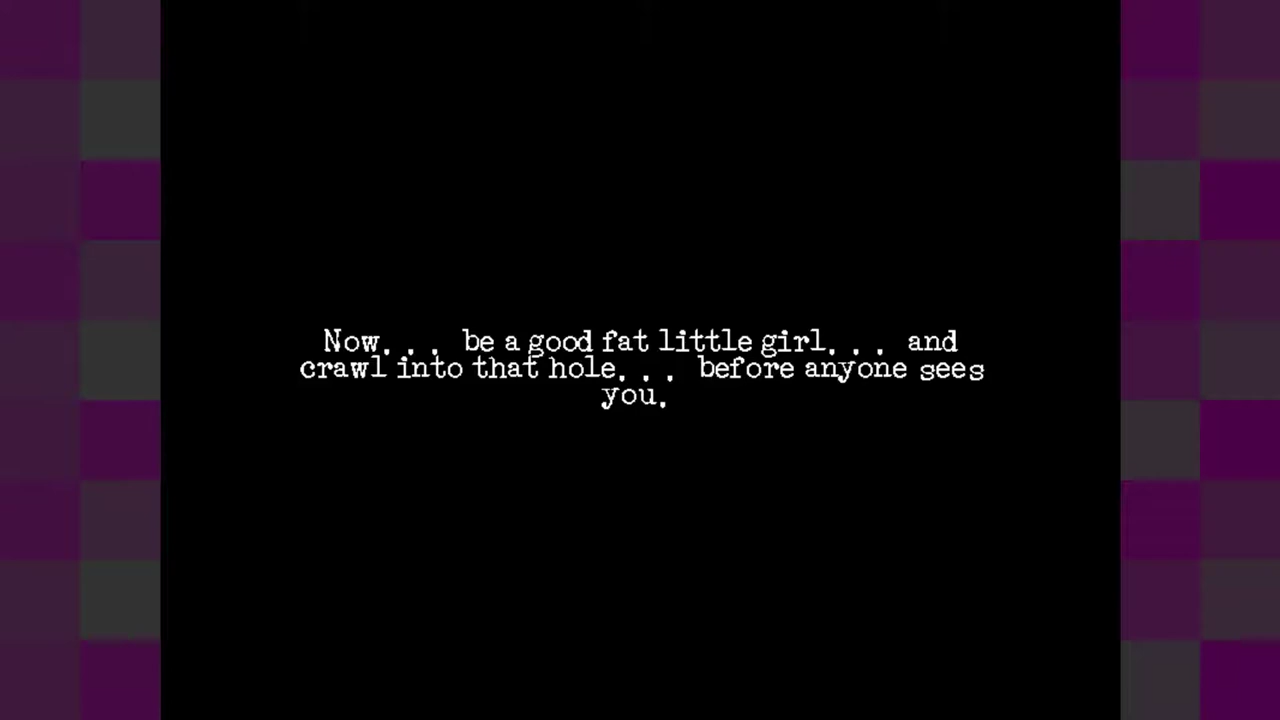 Now. . . be a good fat little girl. . . and
crawl into that hole. . . before anyone sees
you.